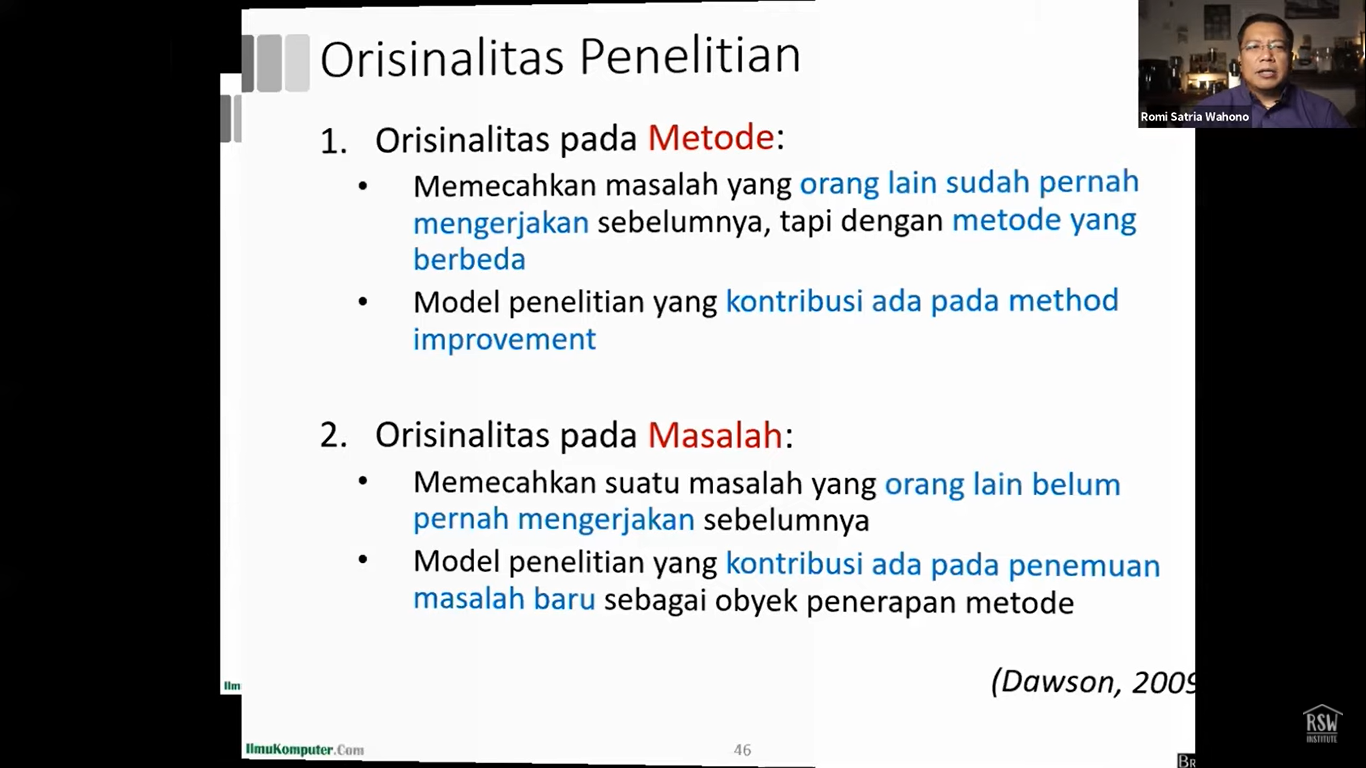 Orisinalitas Penelitian
Romi Satria Wahono
1. Orisinalitas pada Metode:
• Memecahkan masalah yang orang lain sudah pernah
mengerjakan sebelumnya, tapi dengan metode yang
berbeda
• Model penelitian yang kontribusi ada pada method
improvement
2. Orisinalitas pada Masalah:
• Memecahkan suatu masalah yang orang lain belum
pernah mengerjakan sebelumnya
• Model penelitian yang kontribusi ada pada penemuan
masalah baru sebagai obyek penerapan metode
(Dawson, 2009
Ilm
RSW
INSTITUTE
IlmuKomputer.Com
46